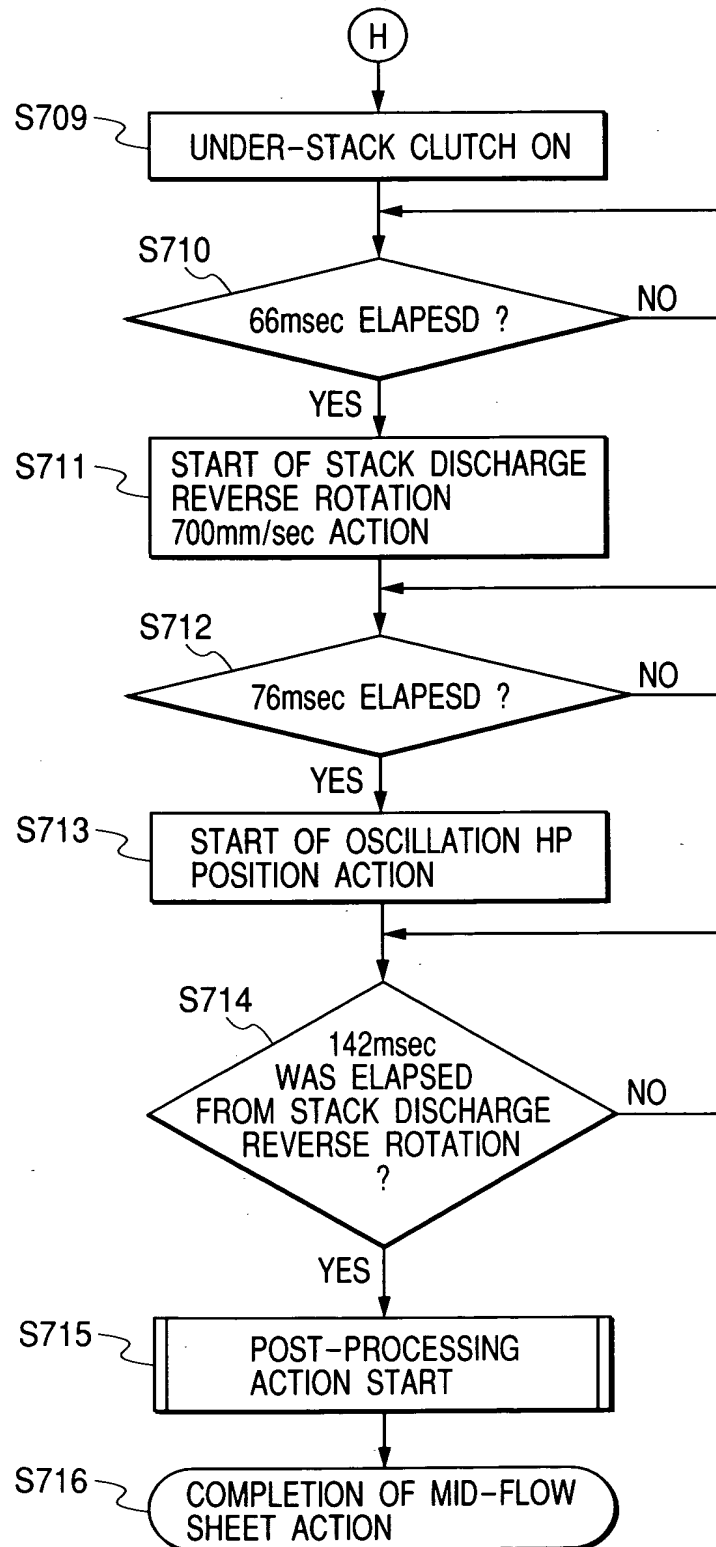 H
S709
UNDER-STACK CLUTCH ON
S710
66msec ELAPESD ?
NO
YES
S711
START OF STACK DISCHARGE
REVERSE ROTATION
700mm/sec ACTION
S712
76msec ELAPESD ?
NO
YES
S713
START OF OSCILLATION HP
POSITION ACTION
S714
142msec
WAS ELAPSED
FROM STACK DISCHARGE
REVERSE ROTATION
?
NO
YES
S715
POST-PROCESSING
ACTION START
S716
COMPLETION OF MID-FLOW
SHEET ACTION